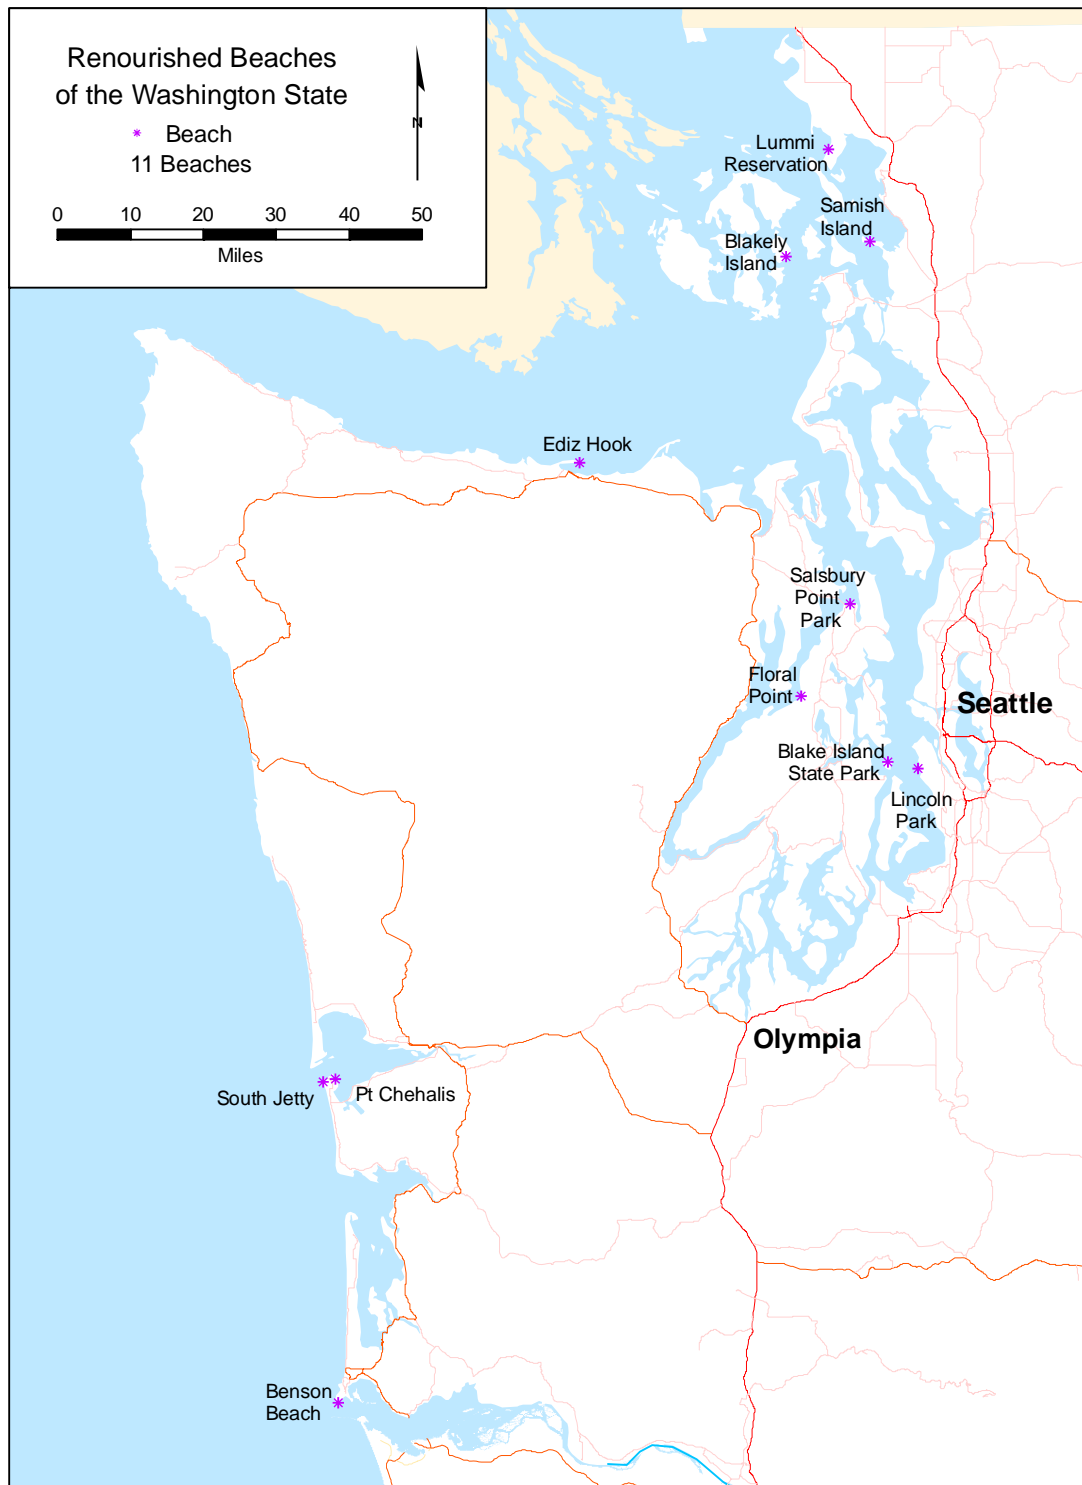 Renourished Beaches
of the Washington State
Beach
11 Beaches
N
0 10 20 30 40 50
Miles
Lummi
Reservation
Samish
Island
Blakely
Island
Ediz Hook
Salsbury
Point
Park
Floral
Point
Seattle
Blake Island
State Park
Lincoln
Park
Olympia
South Jetty
Pt Chehalis
Benson
Beach